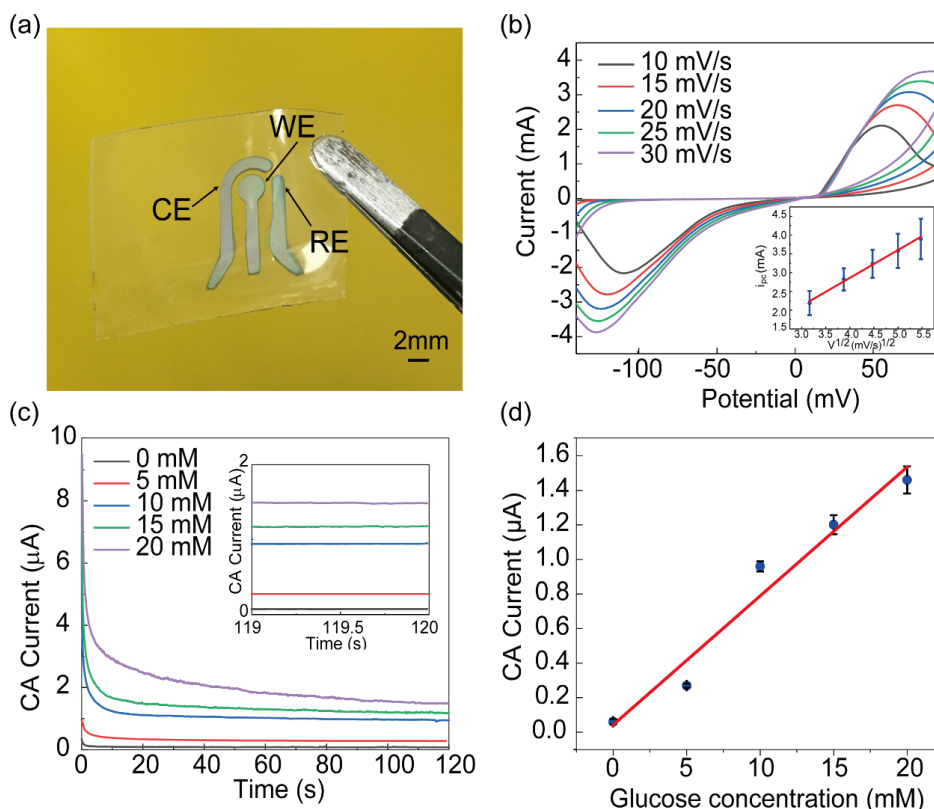 (a)
WE
CE
RE
2mm
(b)
10 mV/s
15 mV/s
20 mV/s
25 mV/s
30 mV/s
Current (mA)
4
3
2
1
0
-1
-2
-3
-4
-100
-50
0
50
Potential (mV)
i_pc (mA)
4.5
4.0
3.5
3.0
2.5
2.0
1.5
3.0 3.5 4.0 4.5 5.0 5.5
V^1/2 (mV/s)^1/2
(c)
0 mM
5 mM
10 mM
15 mM
20 mM
CA Current (μA)
10
8
6
4
2
0
0 20 40 60 80 100 120
Time (s)
CA Current (μA)
2
1
0
119 119.5 120
Time (s)
(d)
CA Current (μA)
1.6
1.4
1.2
1.0
0.8
0.6
0.4
0.2
0.0
0 5 10 15 20
Glucose concentration (mM)